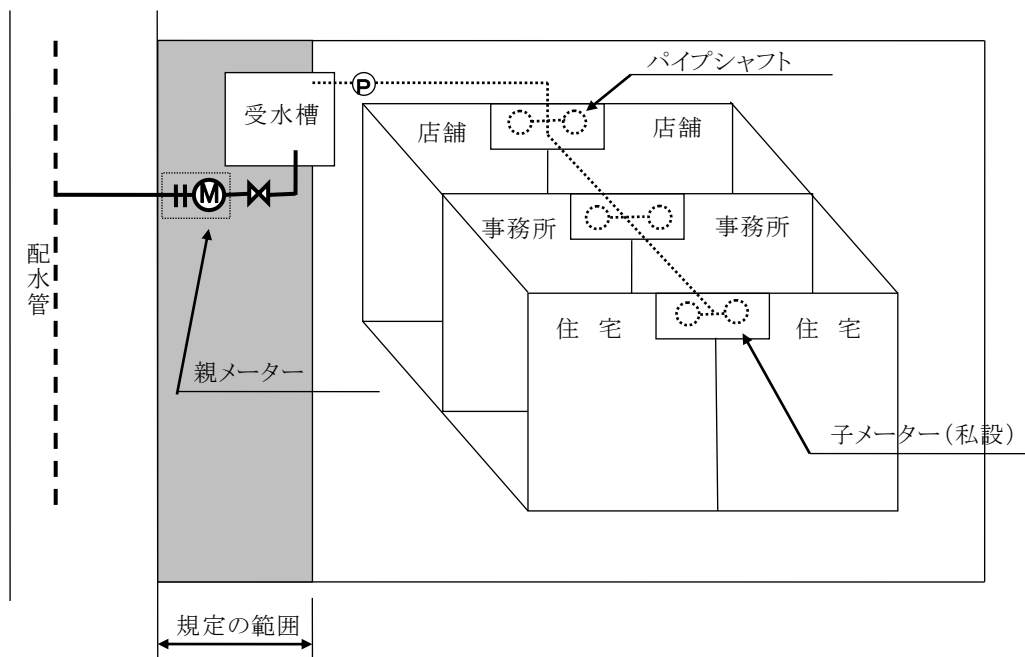 パイプシャフト
P
受水槽
店舗
店舗
M
事務所
事務所
配水管
住 宅
住 宅
親メーター
子メーター(私設)
規定の範囲